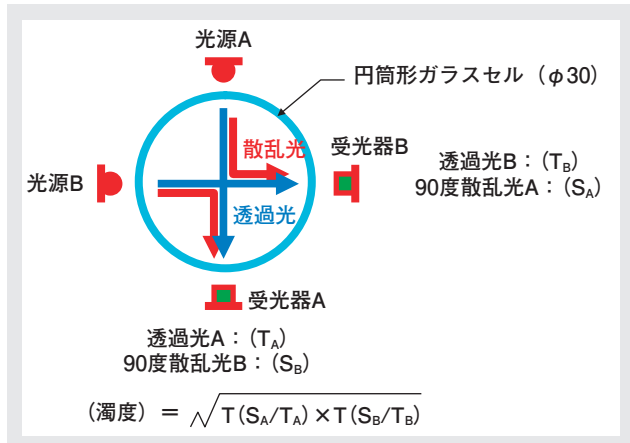 光源A
円筒形ガラスセル（φ30）
散乱光
受光器B
光源B
透過光B：(TB)
90度散乱光A：(SA)
透過光
受光器A
透過光A：(TA)
90度散乱光B：(SB)
（濁度）＝ √T(SA/TA)×T(SB/TB)